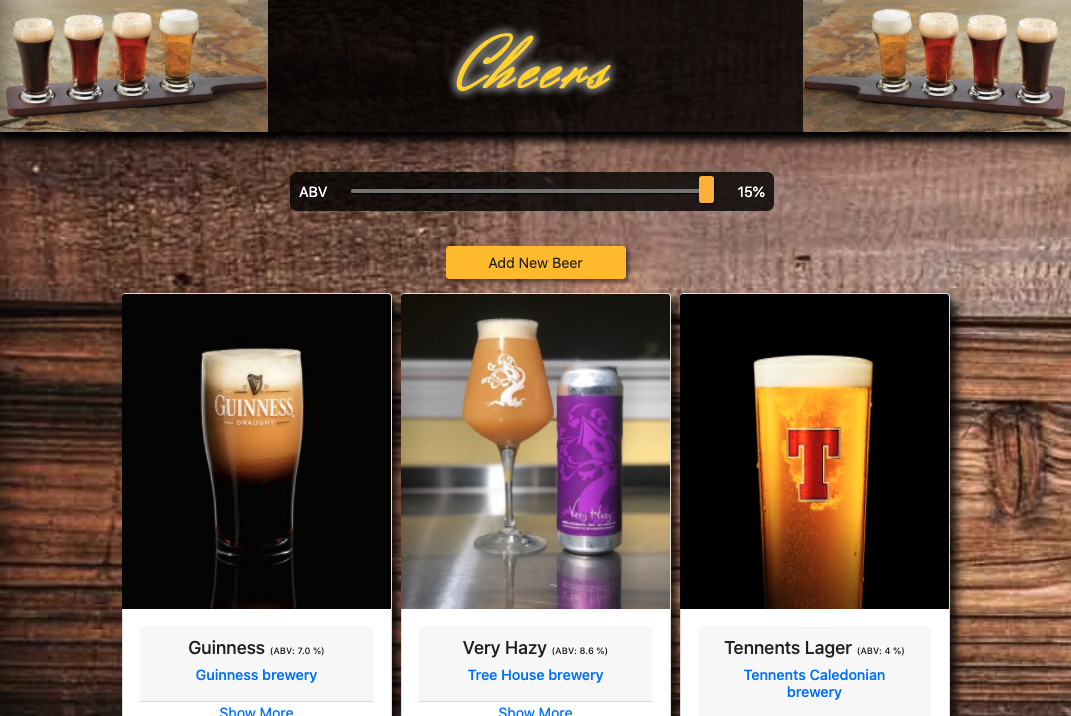 Cheers
ABV 15%
Add New Beer
GUINNESS
DRAUGHT
Very Hazy
T
Guinness (ABV: 7.0 %)
Guinness brewery
Show More
Very Hazy (ABV: 8.6 %)
Tree House brewery
Show More
Tennents Lager (ABV: 4 %)
Tennents Caledonian
brewery